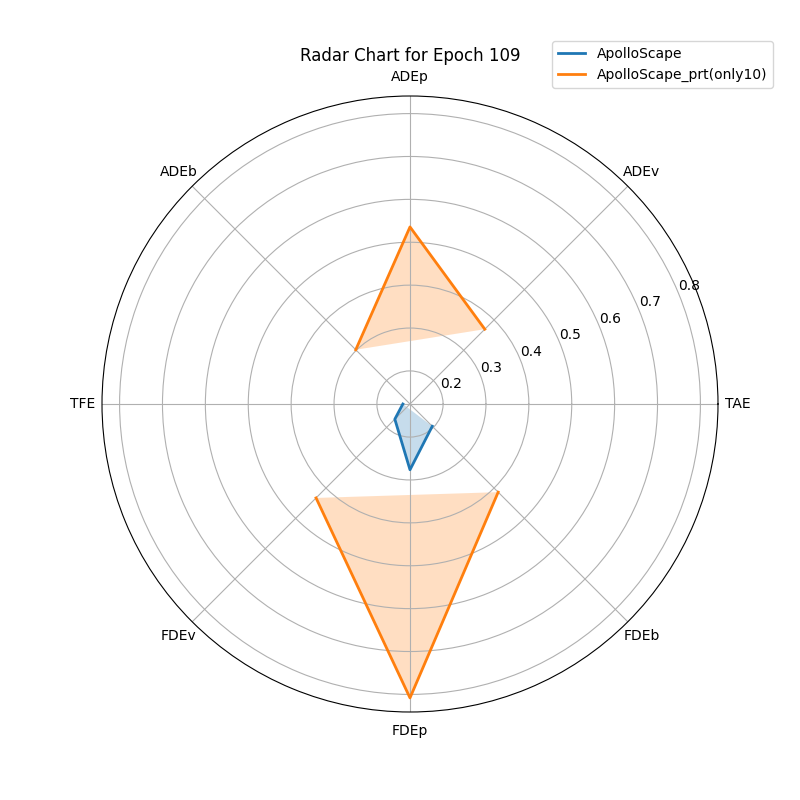 Radar Chart for Epoch 109
ApolloScape
ApolloScape_prt(only10)
ADEp
ADEb
ADEv
0.8
0.7
0.6
0.5
0.4
0.3
0.2
TFE
TAE
FDEv
FDEb
FDEp